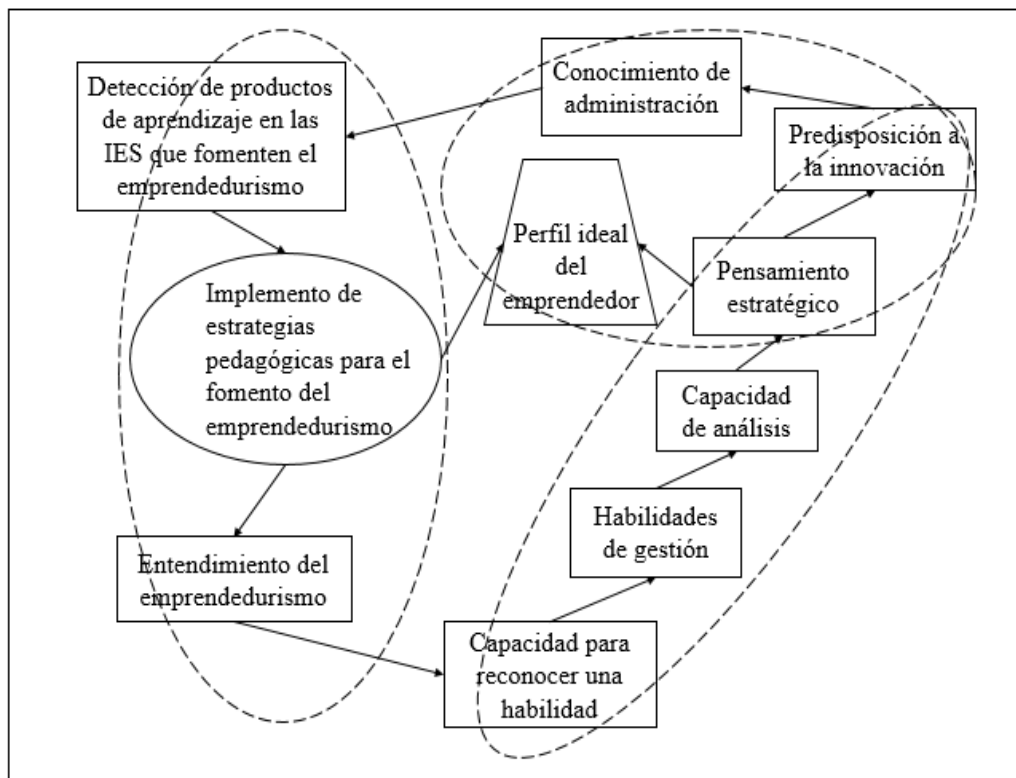 Detección de productos
de aprendizaje en las
IES que fomenten el
emprendedurismo
Conocimiento de
administración
Predisposición a
la innovación
Perfil ideal
del
emprendedor
Pensamiento
estratégico
Implemento de
estrategias
pedagógicas para el
fomento del
emprendedurismo
Capacidad
de análisis
Habilidades
de gestión
Entendimiento del
emprendedurismo
Capacidad para
reconocer una
habilidad